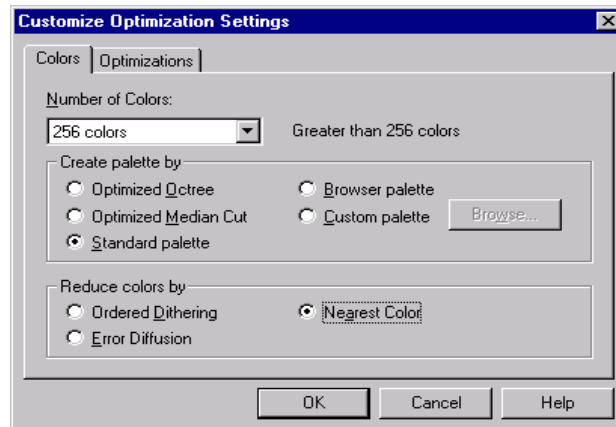 Customize Optimization Settings
Colors Optimizations
Number of Colors:
256 colors Greater than 256 colors
Create palette by
Optimized Octree Browser palette
Optimized Median Cut Custom palette Browse...
Standard palette
Reduce colors by
Ordered Dithering Nearest Color
Error Diffusion
OK Cancel Help